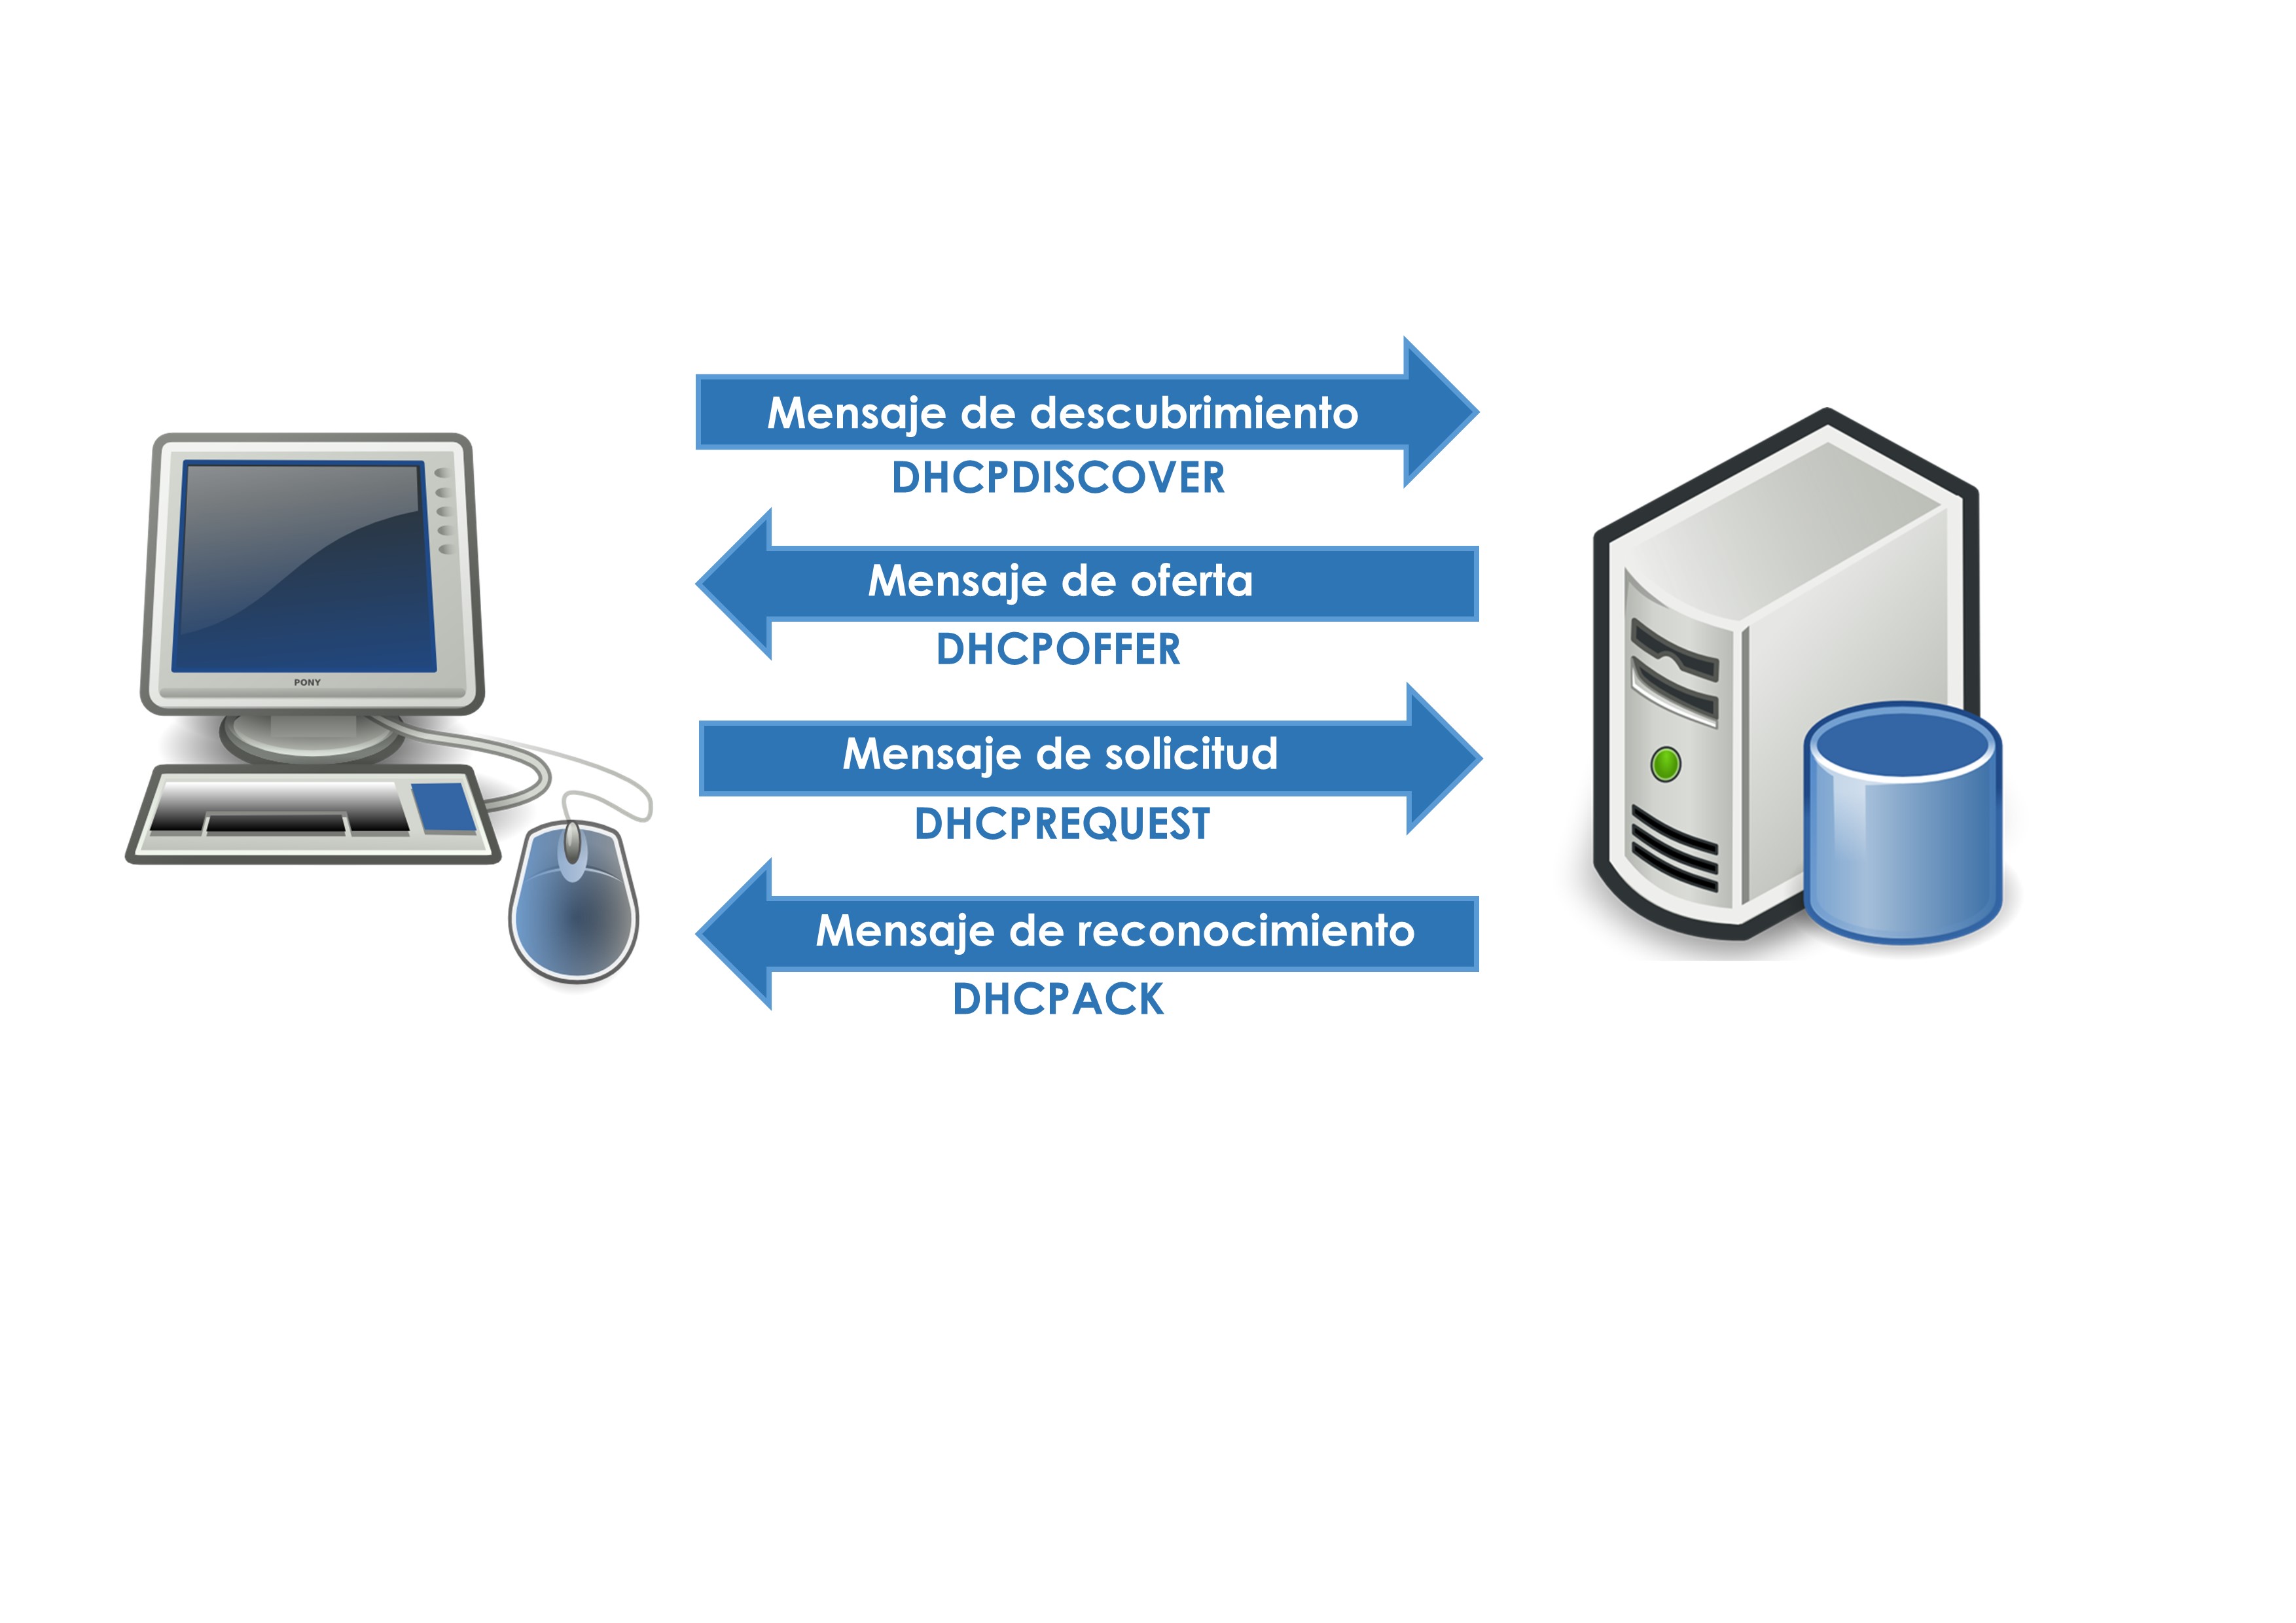 Mensaje de descubrimiento
DHCPDISCOVER
Mensaje de oferta
DHCPOFFER
PONY
Mensaje de solicitud
DHCPREQUEST
Mensaje de reconocimiento
DHCPACK